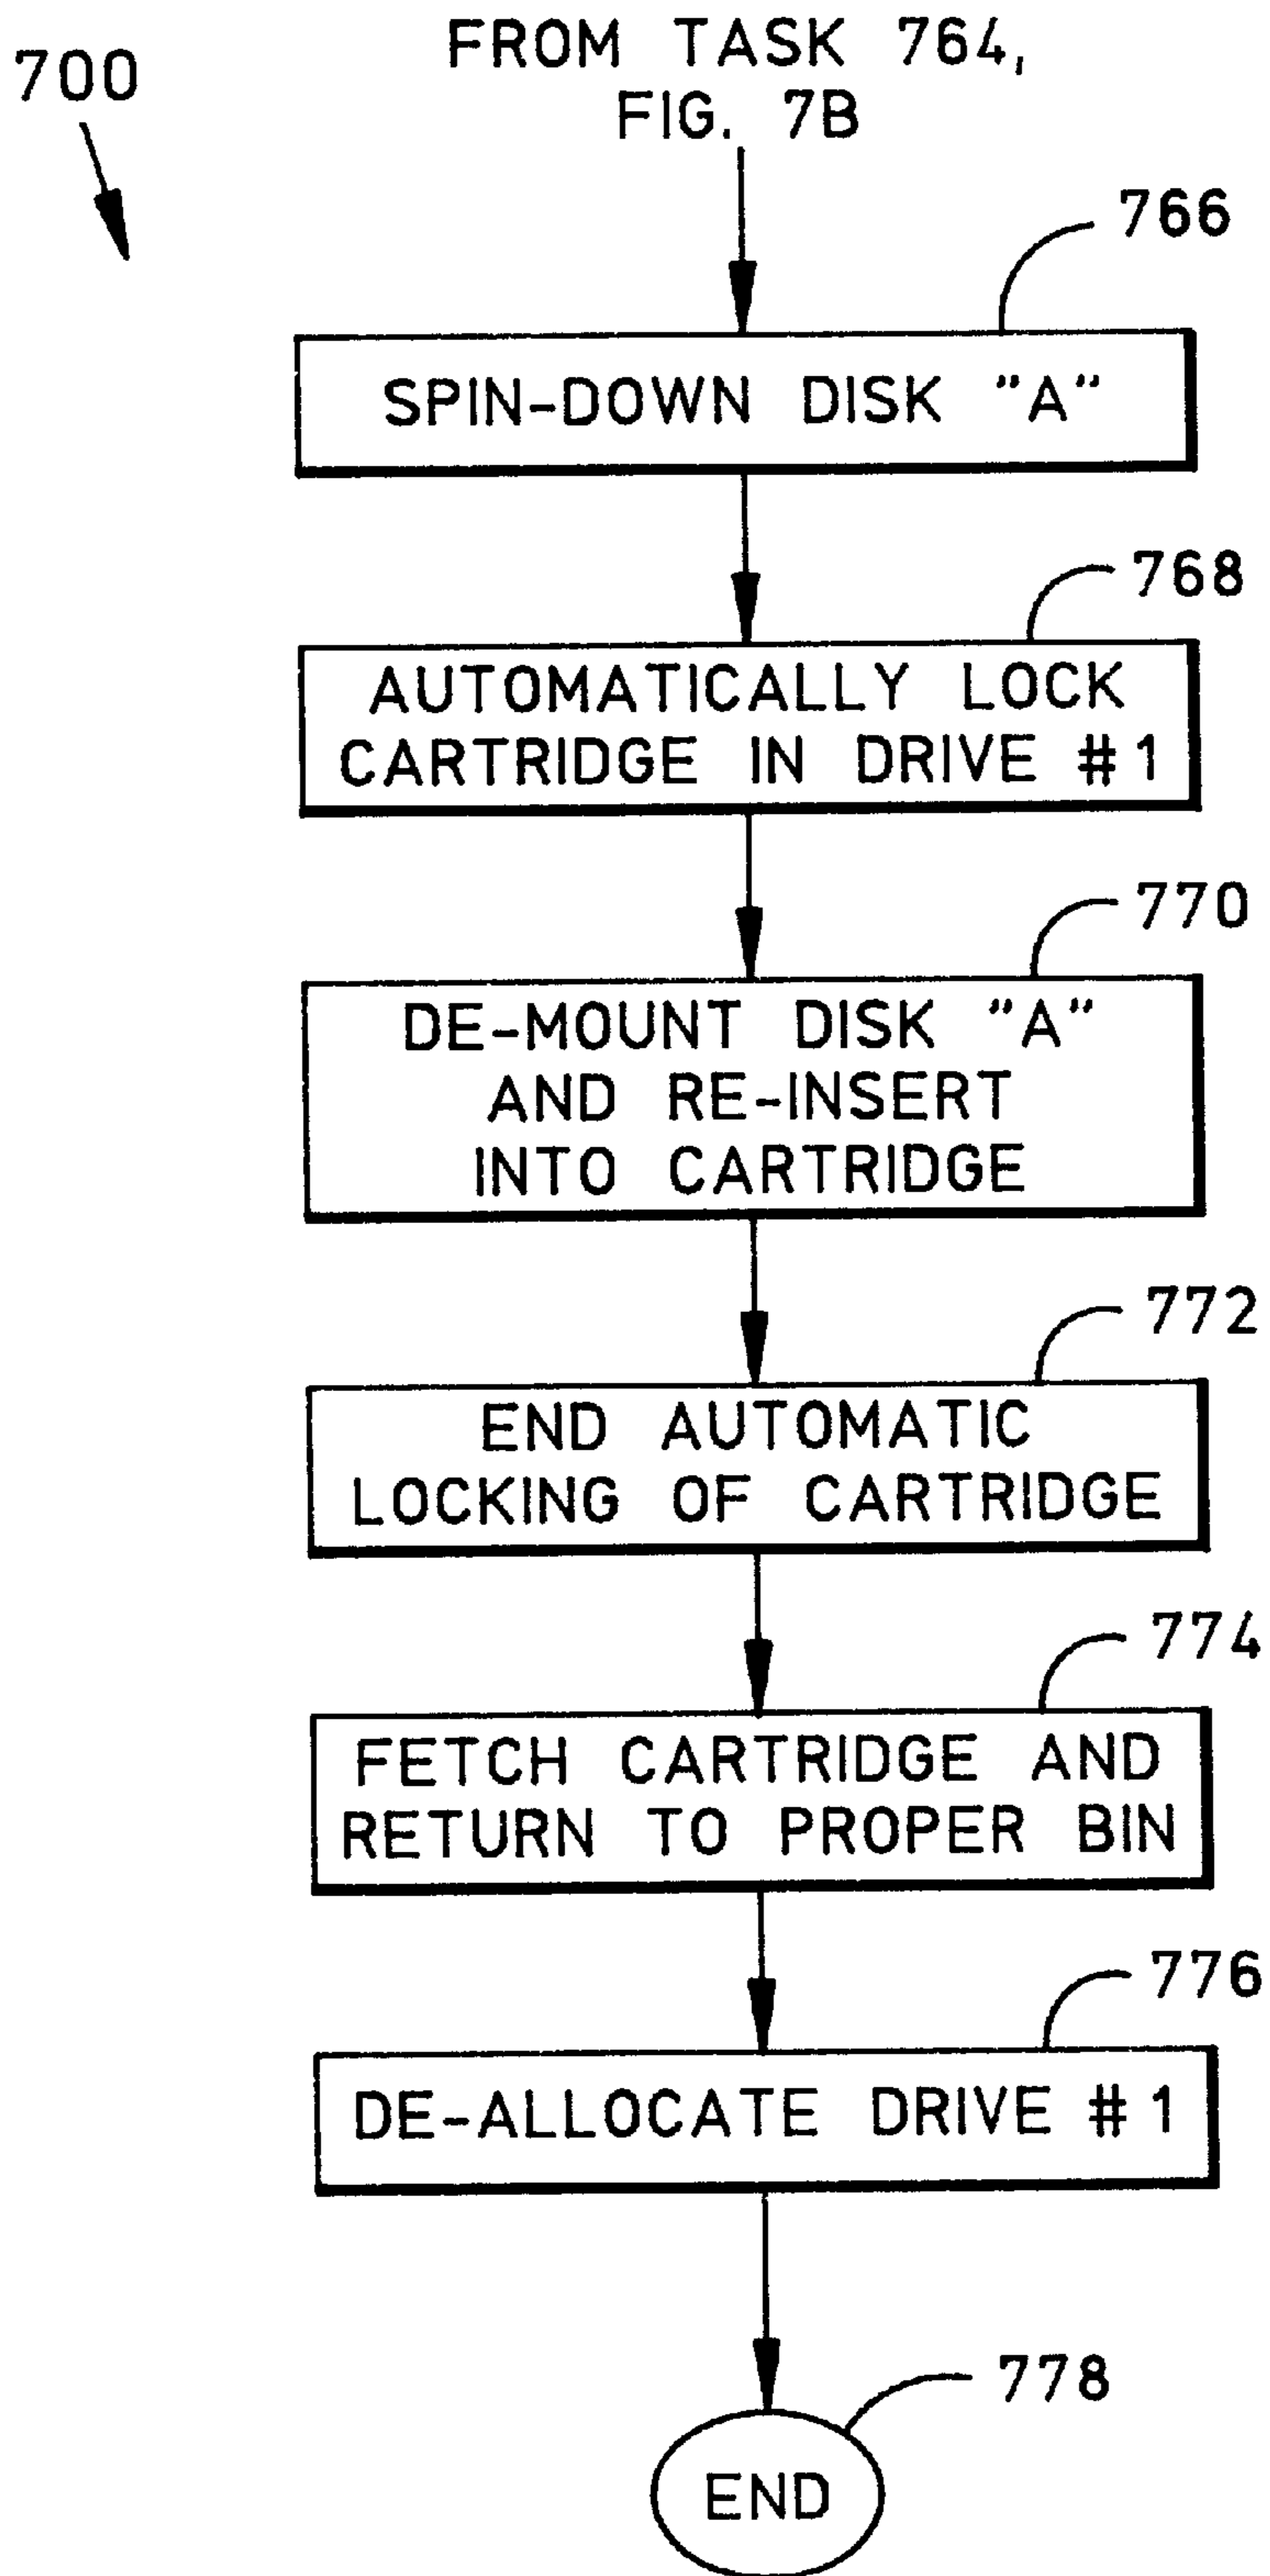 700
FROM TASK 764,
FIG. 7B
766
SPIN-DOWN DISK "A"
768
AUTOMATICALLY LOCK
CARTRIDGE IN DRIVE #1
770
DE-MOUNT DISK "A"
AND RE-INSERT
INTO CARTRIDGE
772
END AUTOMATIC
LOCKING OF CARTRIDGE
774
FETCH CARTRIDGE AND
RETURN TO PROPER BIN
776
DE-ALLOCATE DRIVE #1
778
END